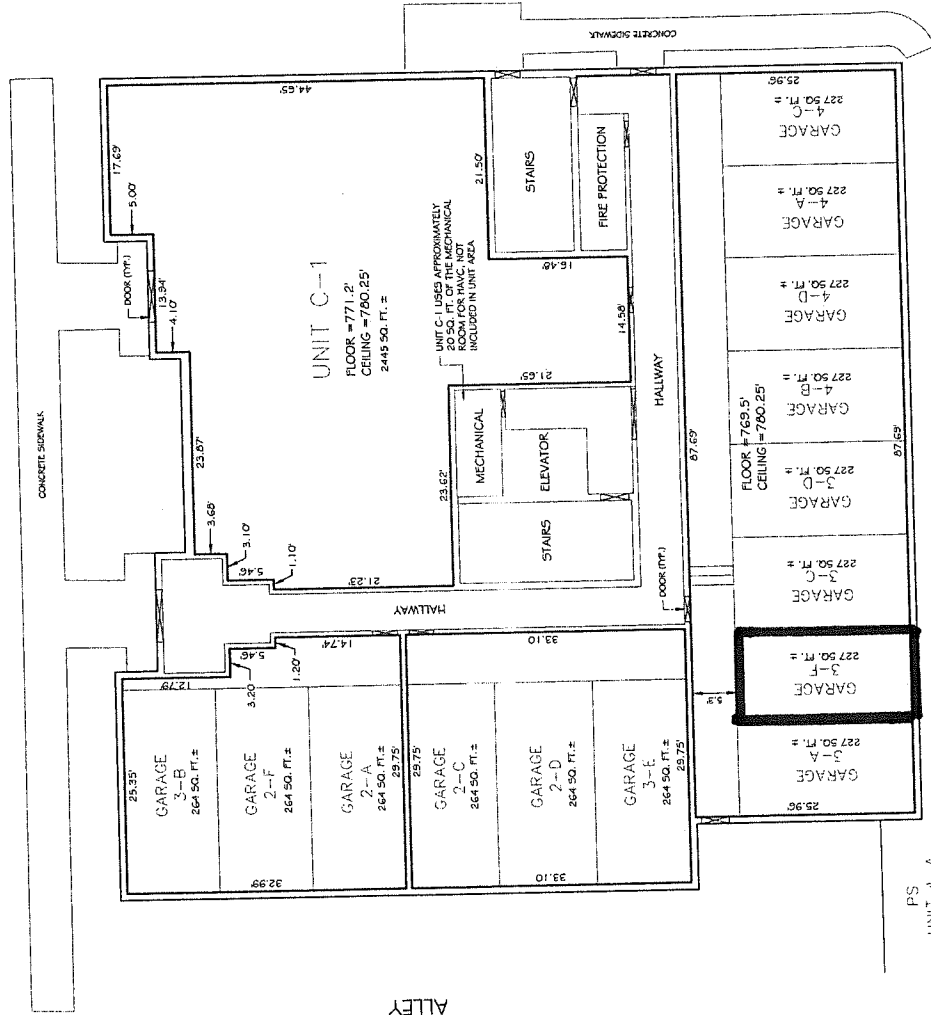 CONCRETE SIDEWALK
CONCRETE SIDEWALK
44.65'
17.69'
5.00'
DOOR (TYP.)
13.94'
4.10'
23.87'
3.68'
3.10'
5.46'
1.10'
21.23'
UNIT C-1
FLOOR =771.2'
CEILING =780.25'
2445 SQ. FT. ±
UNIT C-1 USES APPROXIMATELY
20 SQ. FT. OF THE MECHANICAL
ROOM FOR HAVC, NOT
INCLUDED IN UNIT AREA
21.50'
16.48'
14.58'
21.65'
23.62'
STAIRS
FIRE PROTECTION
MECHANICAL
ELEVATOR
STAIRS
HALLWAY
HALLWAY
DOOR (TYP.)
12.79'
3.20
5.46'
1.20'
14.74'
25.35'
GARAGE
3-B
264 SQ. FT.±
GARAGE
2-F
264 SQ. FT.±
GARAGE
2-A
264 SQ. FT.±
29.75'
32.99'
33.10
29.75'
GARAGE
2-C
264 SQ. FT.±
GARAGE
2-D
264 SQ. FT.±
GARAGE
3-E
264 SQ. FT.±
29.75'
33.10
87.69'
25.96'
GARAGE
4-C
227 SQ. FT. ±
GARAGE
4-A
227 SQ. FT. ±
GARAGE
4-D
227 SQ. FT. ±
GARAGE
4-B
227 SQ. FT. ±
FLOOR =769.5'
CEILING =780.25'
GARAGE
3-D
227 SQ. FT. ±
GARAGE
3-C
227 SQ. FT. ±
GARAGE
3-F
227 SQ. FT. ±
GARAGE
3-A
227 SQ. FT. ±
5.3'
87.69'
25.96'
ALLEY
PS